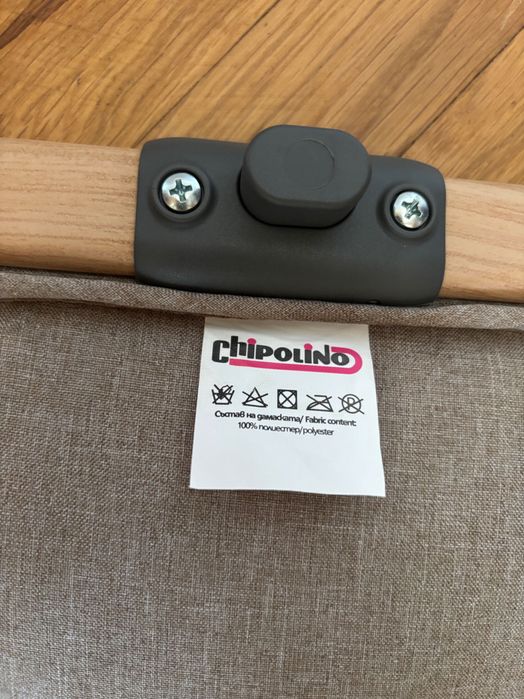 Chipolino
Състав на дамаската/ Fabric content:
100% полиестер/polyester